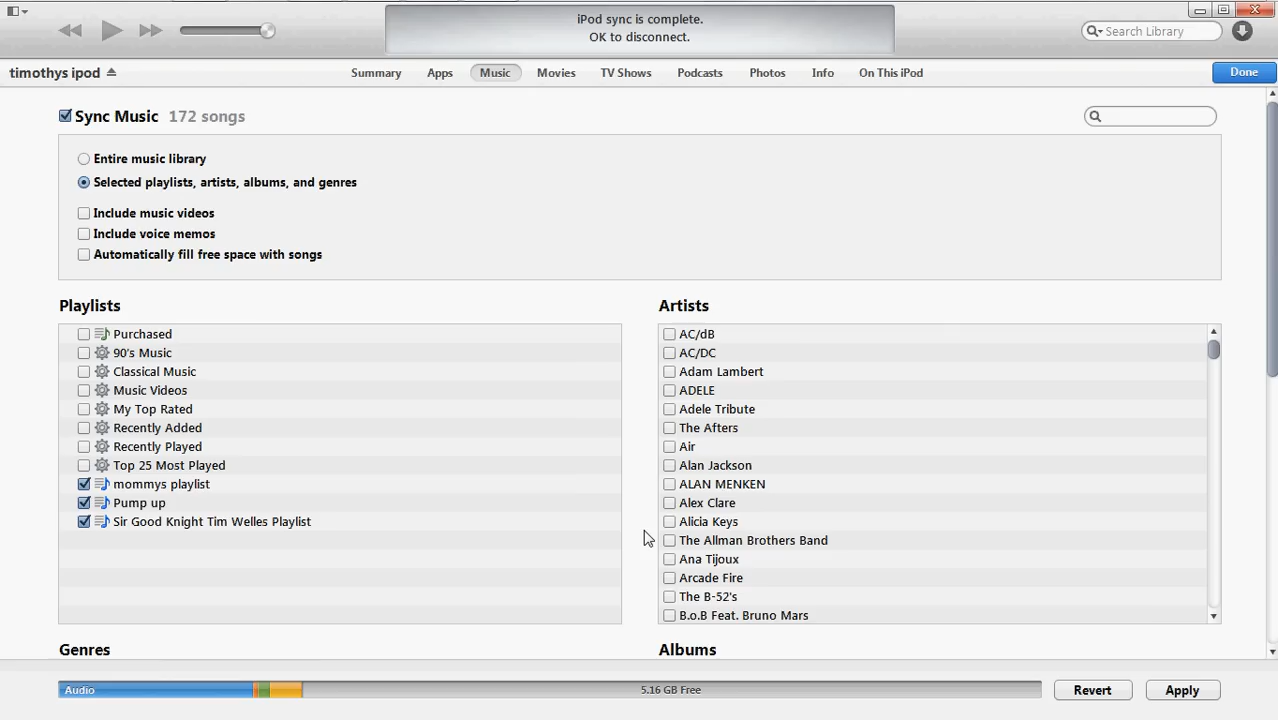 iPod sync is complete.
OK to disconnect.
Search Library
timothys ipod
Summary
Apps
Music
Movies
TV Shows
Podcasts
Photos
Info
On This iPod
Done
Sync Music 172 songs
Entire music library
Selected playlists, artists, albums, and genres
Include music videos
Include voice memos
Automatically fill free space with songs
Playlists
Purchased
90's Music
Classical Music
Music Videos
My Top Rated
Recently Added
Recently Played
Top 25 Most Played
mommys playlist
Pump up
Sir Good Knight Tim Welles Playlist
Artists
AC/dB
AC/DC
Adam Lambert
ADELE
Adele Tribute
The Afters
Air
Alan Jackson
ALAN MENKEN
Alex Clare
Alicia Keys
The Allman Brothers Band
Ana Tijoux
Arcade Fire
The B-52's
B.o.B Feat. Bruno Mars
Genres
Albums
Audio
5.16 GB Free
Revert
Apply